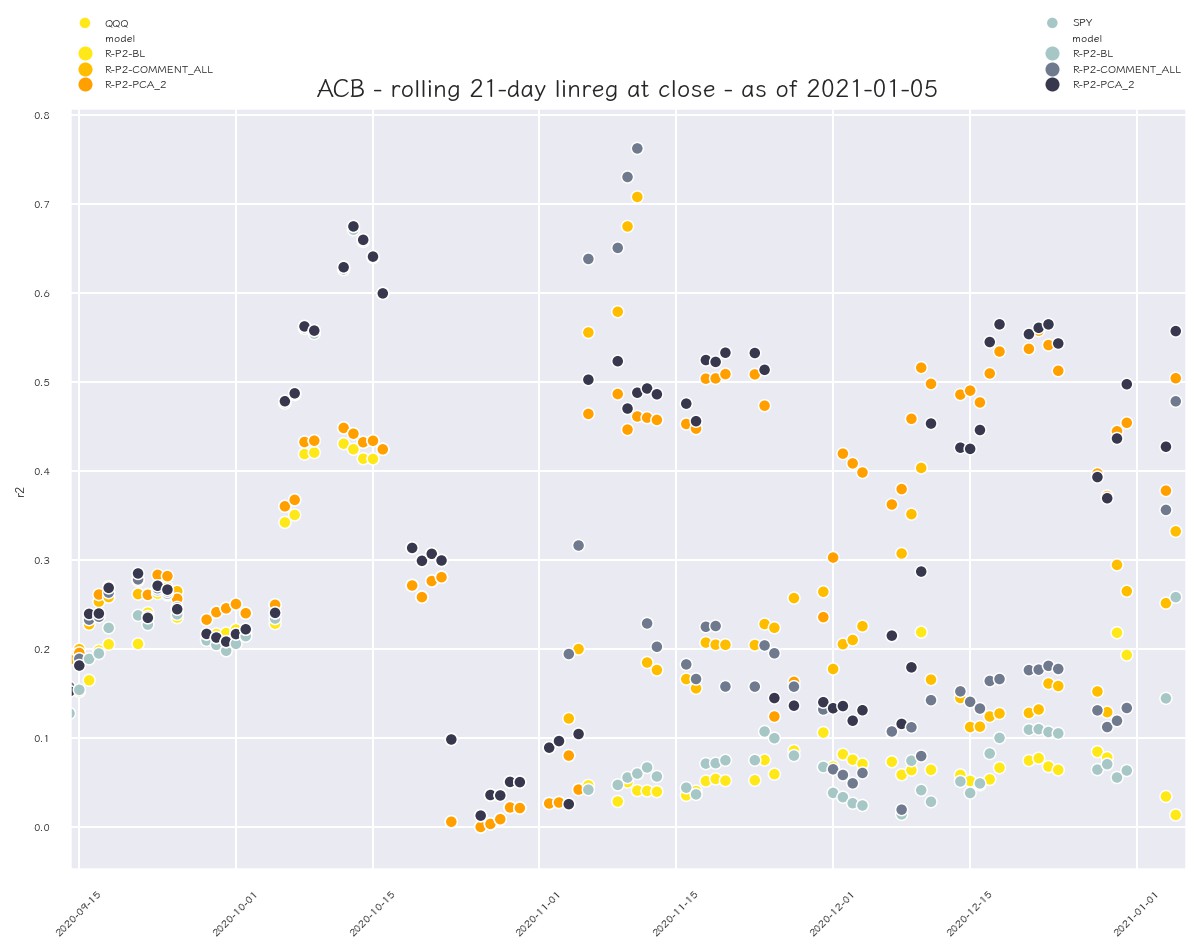 QQQ
model
R-P2-BL
R-P2-COMMENT_ALL
R-P2-PCA_2
SPY
model
R-P2-BL
R-P2-COMMENT_ALL
R-P2-PCA_2
ACB - rolling 21-day linreg at close - as of 2021-01-05
0.8
0.7
0.6
0.5
0.4
0.3
0.2
0.1
0.0
r2
2020-09-15
2020-10-01
2020-10-15
2020-11-01
2020-11-15
2020-12-01
2020-12-15
2021-01-01